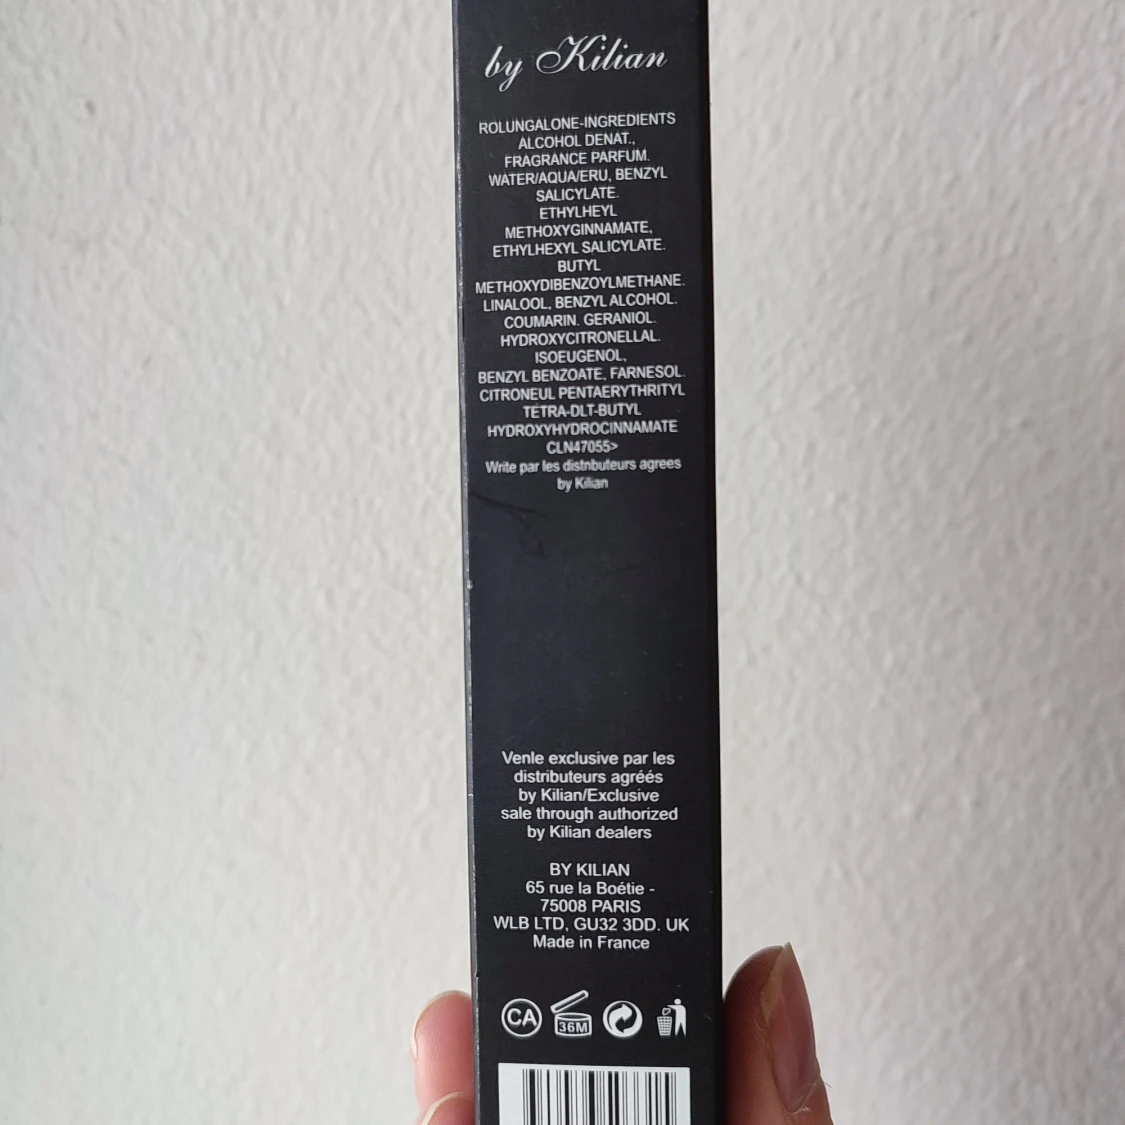 by Kilian
ROLUNGALONE-INGREDIENTS
ALCOHOL DENAT.,
FRAGRANCE PARFUM.
WATER/AQUA/ERU, BENZYL
SALICYLATE.
ETHYLHEYL
METHOXYGINNAMATE,
ETHYLHEXYL SALICYLATE.
BUTYL
METHOXYDIBENZOYLMETHANE.
LINALOOL, BENZYL ALCOHOL.
COUMARIN. GERANIOL.
HYDROXYCITRONELLAL.
ISOEUGENOL,
BENZYL BENZOATE, FARNESOL.
CITRONEUL PENTAERYTHRITYL
TETRA-DLT-BUTYL
HYDROXYHYDROCINNAMATE
CLN47055>
Write par les distnbuteurs agrees
by Kilian
Venle exclusive par les
distributeurs agréés
by Kilian/Exclusive
sale through authorized
by Kilian dealers
BY KILIAN
65 rue la Boétie -
75008 PARIS
WLB LTD, GU32 3DD. UK
Made in France
CA 36M